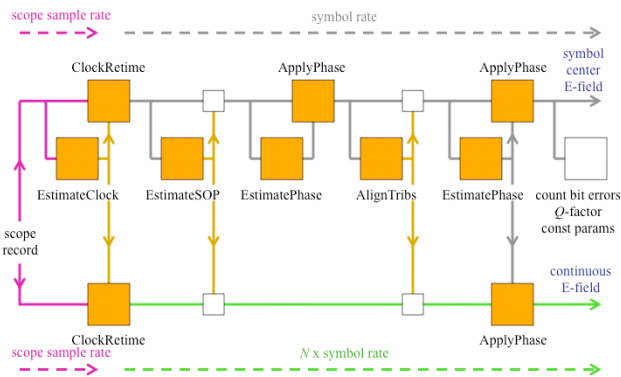 scope sample rate
symbol rate
ClockRetime
ApplyPhase
ApplyPhase
symbol
center
E-field
EstimateClock
EstimateSOP
EstimatePhase
AlignTribs
EstimatePhase
count bit errors
Q-factor
const params
scope
record
continuous
E-field
ClockRetime
ApplyPhase
scope sample rate
N x symbol rate